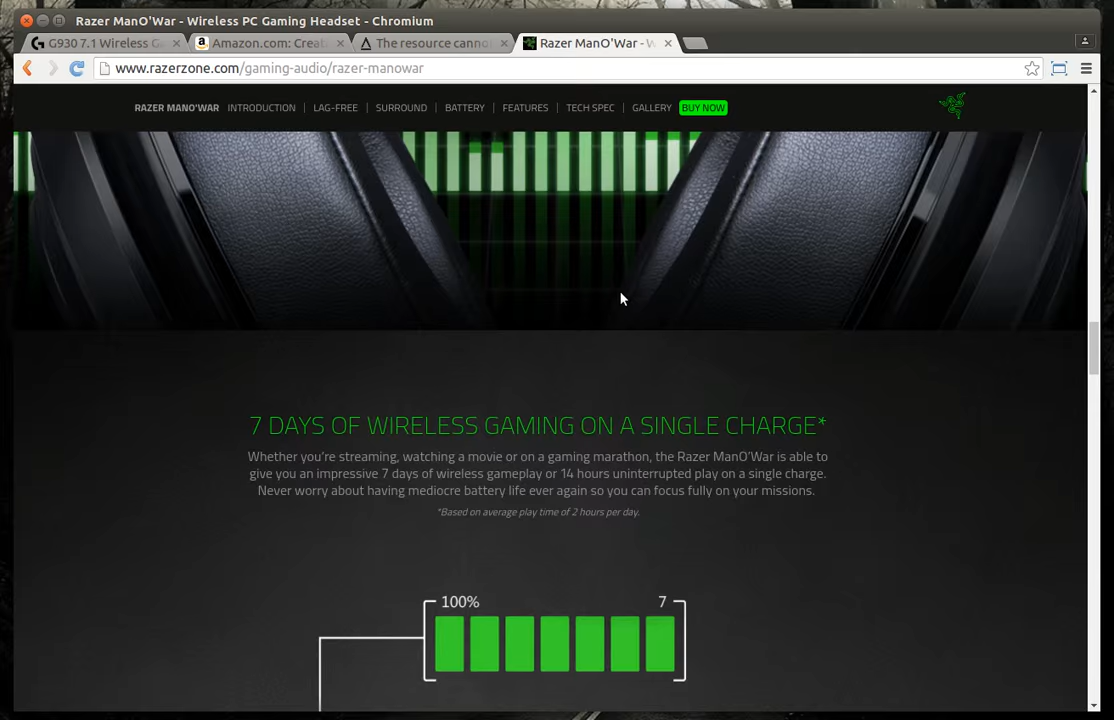 Razer ManO'War - Wireless PC Gaming Headset - Chromium
G930 7.1 Wireless Ga
Amazon.com: Creat
The resource canno
Razer ManO'War - W
www.razerzone.com/gaming-audio/razer-manowar
RAZER MANO'WAR INTRODUCTION | LAG-FREE | SURROUND | BATTERY | FEATURES | TECH SPEC | GALLERY BUY NOW
7 DAYS OF WIRELESS GAMING ON A SINGLE CHARGE*
Whether you're streaming, watching a movie or on a gaming marathon, the Razer ManO'War is able to
give you an impressive 7 days of wireless gameplay or 14 hours uninterrupted play on a single charge.
Never worry about having mediocre battery life ever again so you can focus fully on your missions.
*Based on average play time of 2 hours per day.
100% 7